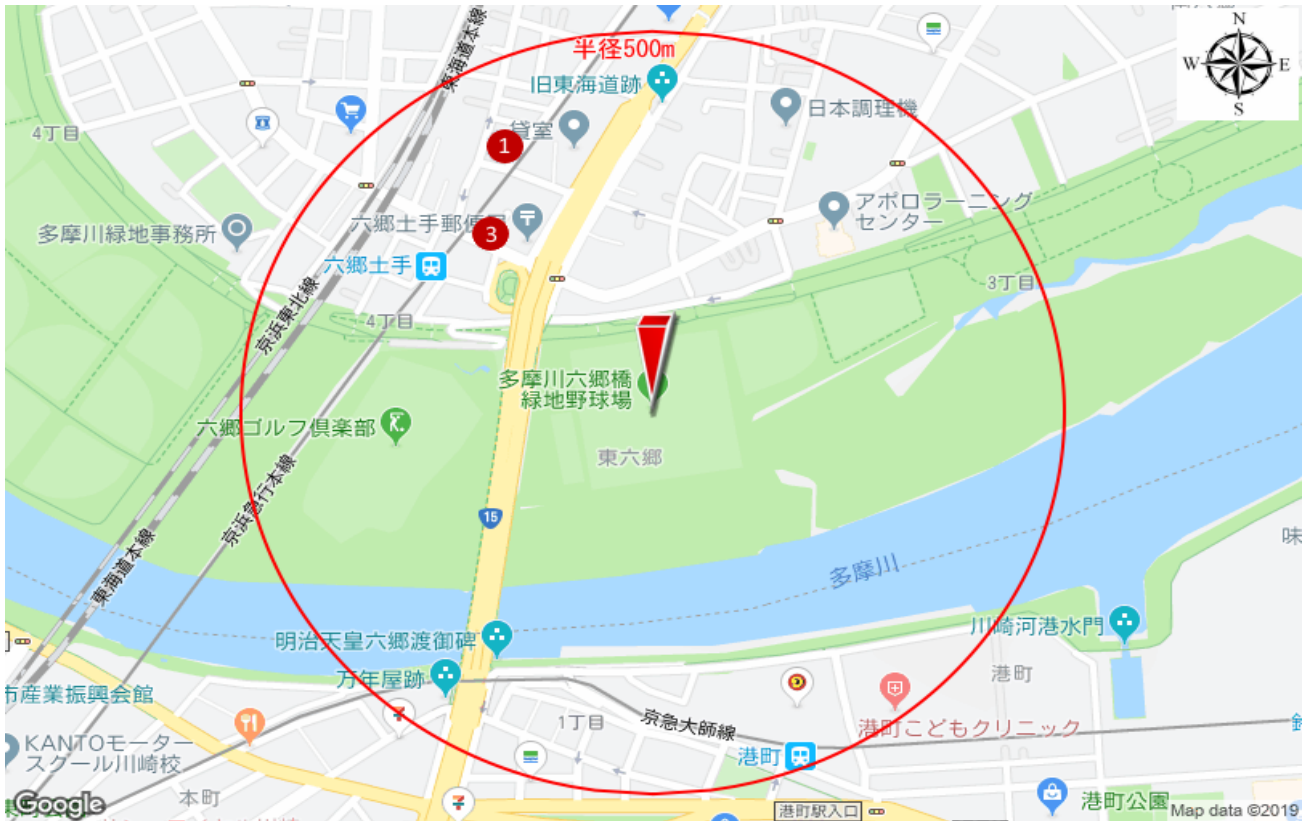 N
W
E
S
半径500m
東海道本線
旧東海道跡
日本調理機
4丁目
貸室
1
アポロラーニング
センター
六郷土手郵便局
3
多摩川緑地事務所
六郷土手
3丁目
京浜東北線
4丁目
多摩川六郷橋
緑地野球場
六郷ゴルフ倶楽部
東六郷
京浜急行本線
15
味
東海道本線
多摩川
明治天皇六郷渡御碑
川崎河港水門
万年屋跡
港町
市産業振興会館
1丁目
京急大師線
港町こどもクリニック
KANTOモーター
スクール川崎校
港町
本町
港町公園
Google
港町駅入口
Map data ©2019